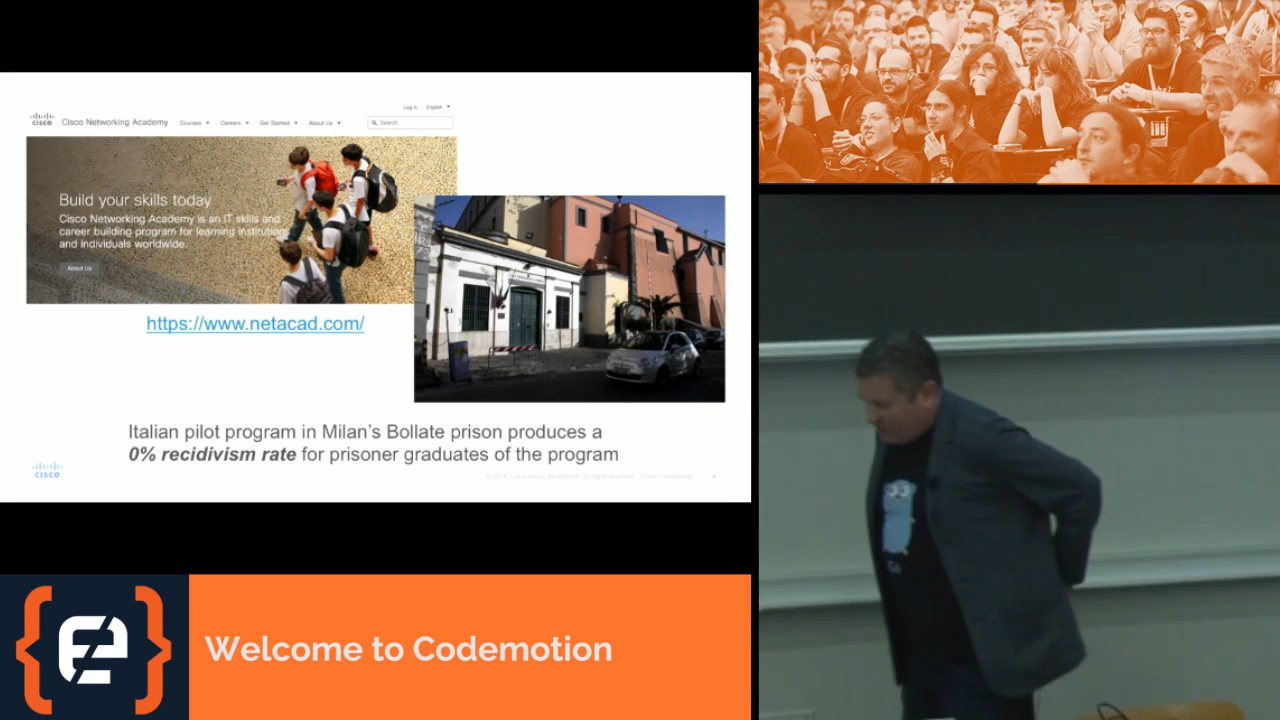 Log In English
CISCO Cisco Networking Academy Courses Careers Get Started About Us Search
Build your skills today
Cisco Networking Academy is an IT skills and
career building program for learning institutions
and individuals worldwide.
About Us
https://www.netacad.com/
Italian pilot program in Milan's Bollate prison produces a
0% recidivism rate for prisoner graduates of the program
CISCO
Welcome to Codemotion